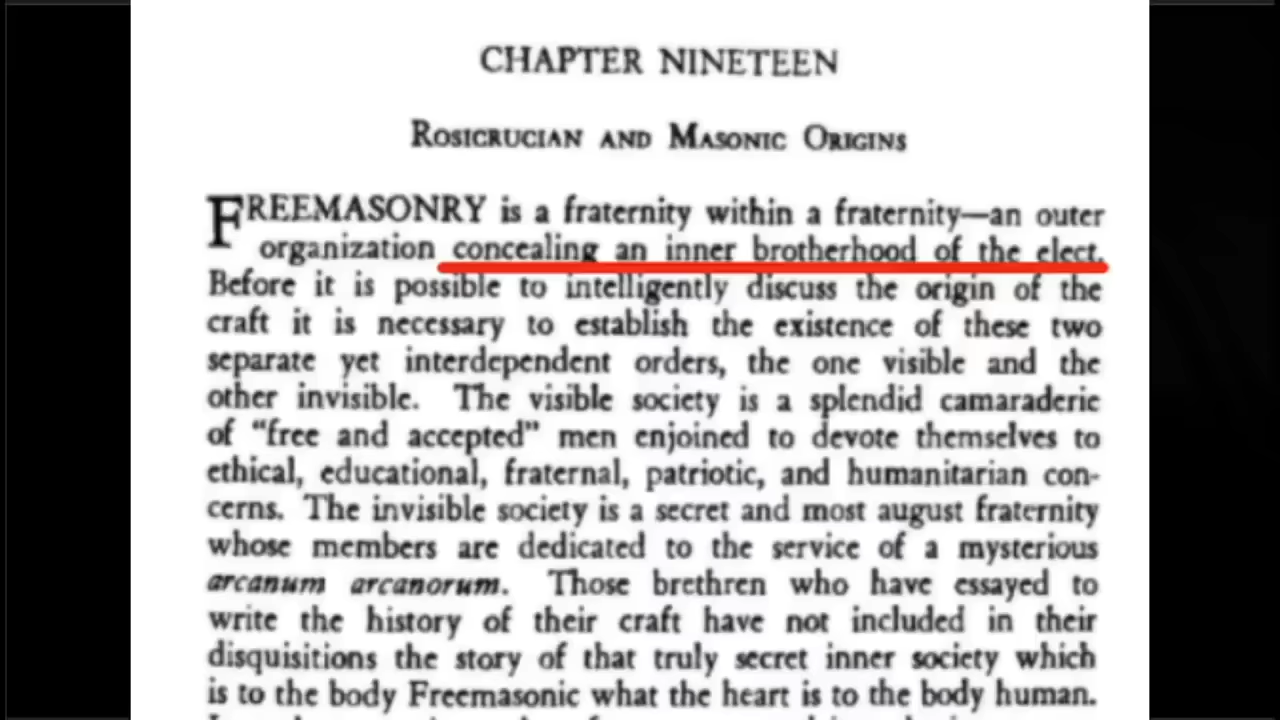 CHAPTER NINETEEN
ROSICRUCIAN AND MASONIC ORIGINS
FREEMASONRY is a fraternity within a fraternity—an outer
organization concealing an inner brotherhood of the elect.
Before it is possible to intelligently discuss the origin of the
craft it is necessary to establish the existence of these two
separate yet interdependent orders, the one visible and the
other invisible. The visible society is a splendid camaraderie
of “free and accepted” men enjoined to devote themselves to
ethical, educational, fraternal, patriotic, and humanitarian con-
cerns. The invisible society is a secret and most august fraternity
whose members are dedicated to the service of a mysterious
arcanum arcanorum. Those brethren who have essayed to
write the history of their craft have not included in their
disquisitions the story of that truly secret inner society which
is to the body Freemasonic what the heart is to the body human.